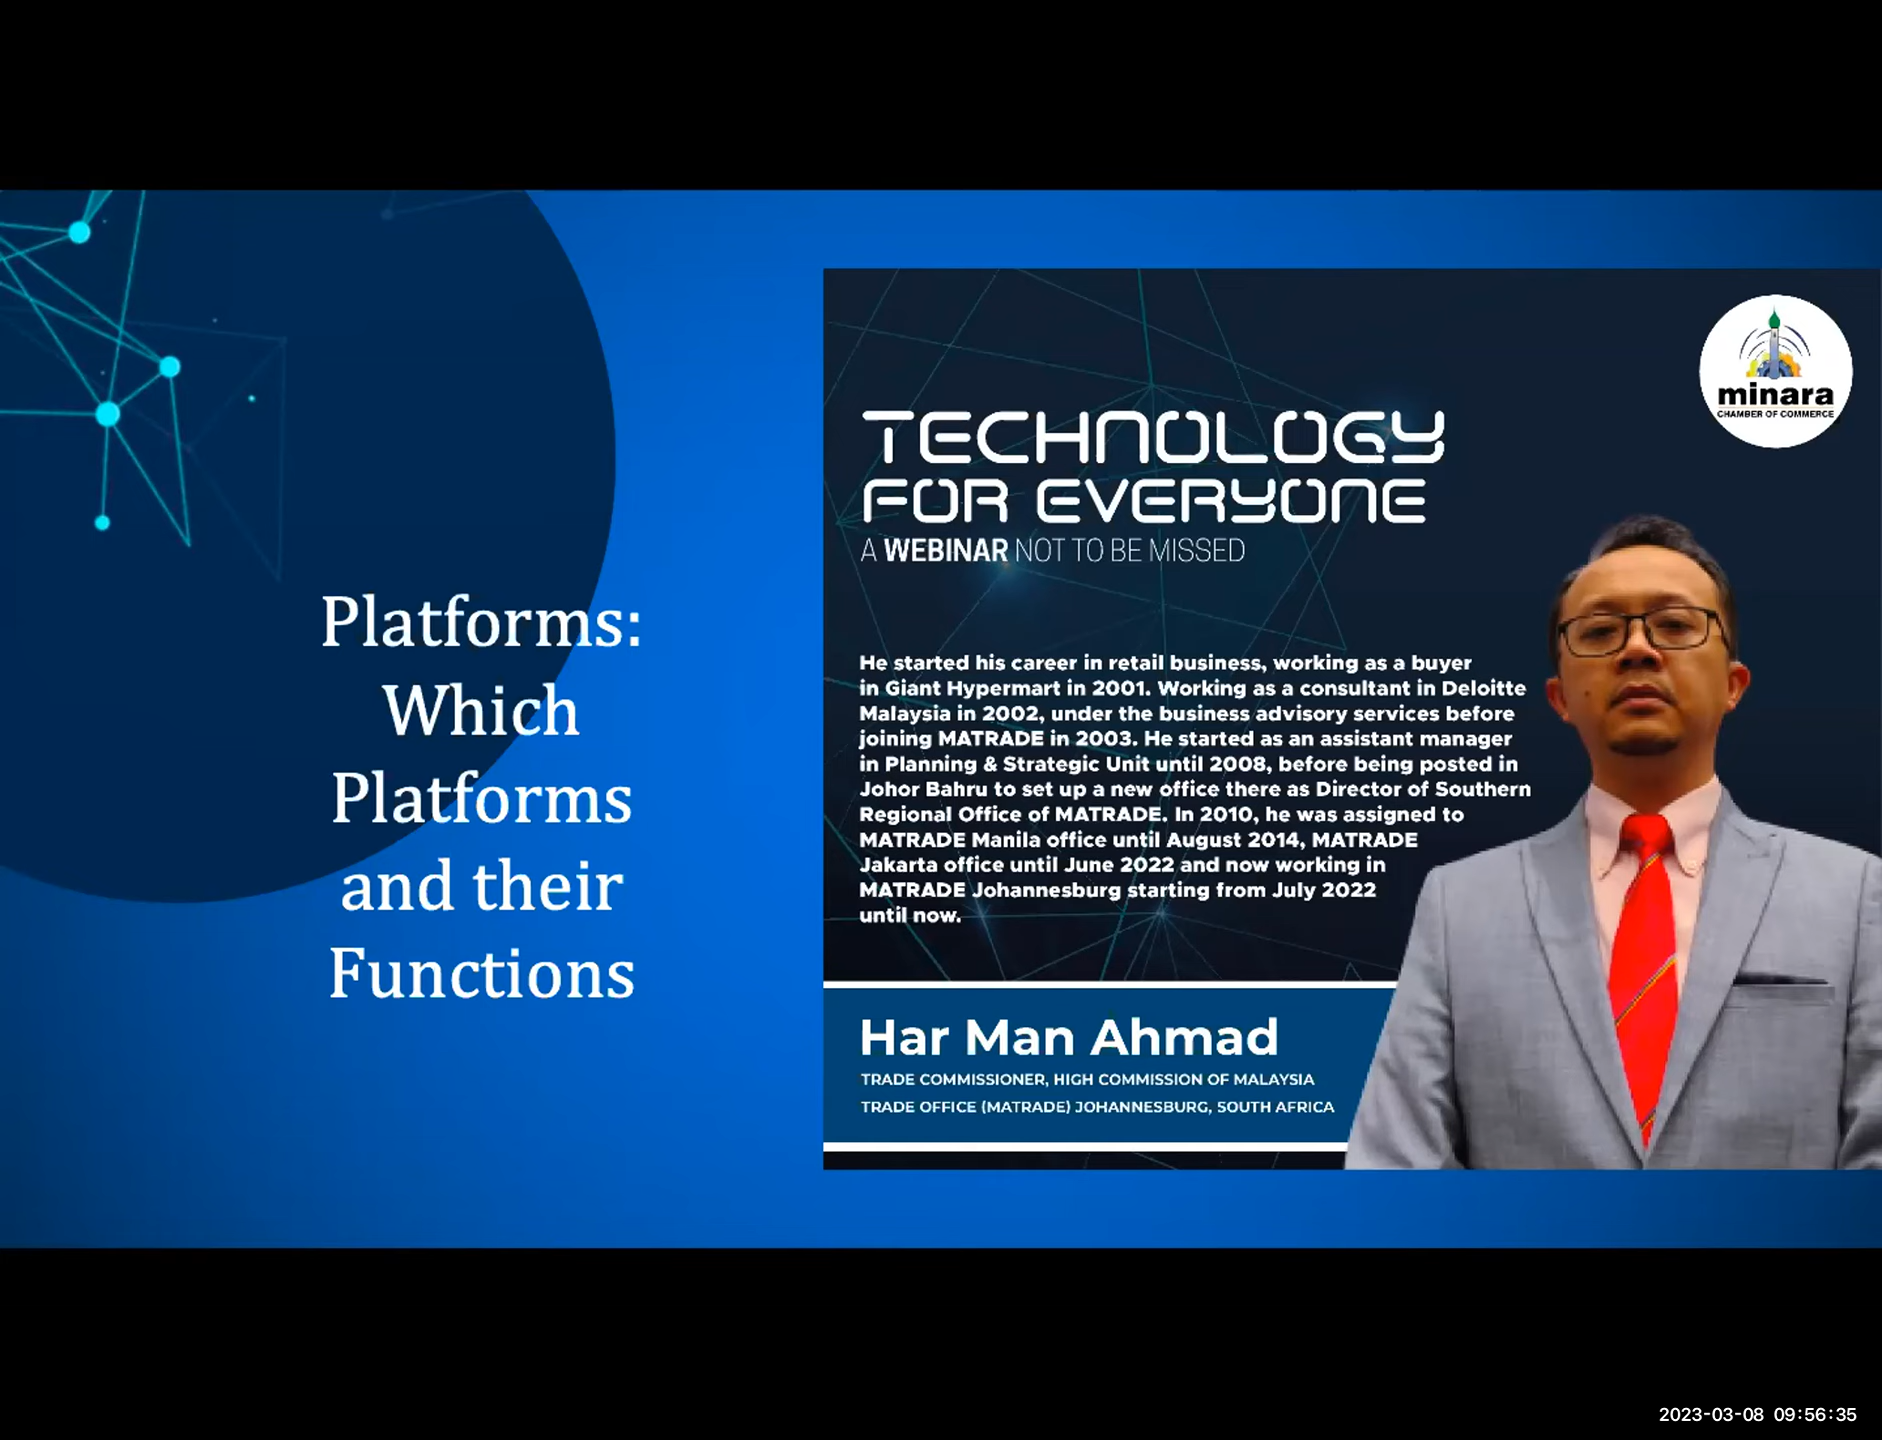 Platforms:
Which
Platforms
and their
Functions
minara
CHAMBER OF COMMERCE
TECHNOLOGY
FOR EVERYONE
A WEBINAR NOT TO BE MISSED
He started his career in retail business, working as a buyer
in Giant Hypermart in 2001. Working as a consultant in Deloitte
Malaysia in 2002, under the business advisory services before
joining MATRADE in 2003. He started as an assistant manager
in Planning & Strategic Unit until 2008, before being posted in
Johor Bahru to set up a new office there as Director of Southern
Regional Office of MATRADE. In 2010, he was assigned to
MATRADE Manila office until August 2014, MATRADE
Jakarta office until June 2022 and now working in
MATRADE Johannesburg starting from July 2022
until now.
Har Man Ahmad
TRADE COMMISSIONER, HIGH COMMISSION OF MALAYSIA
TRADE OFFICE (MATRADE) JOHANNESBURG, SOUTH AFRICA
2023-03-08 09:56:35